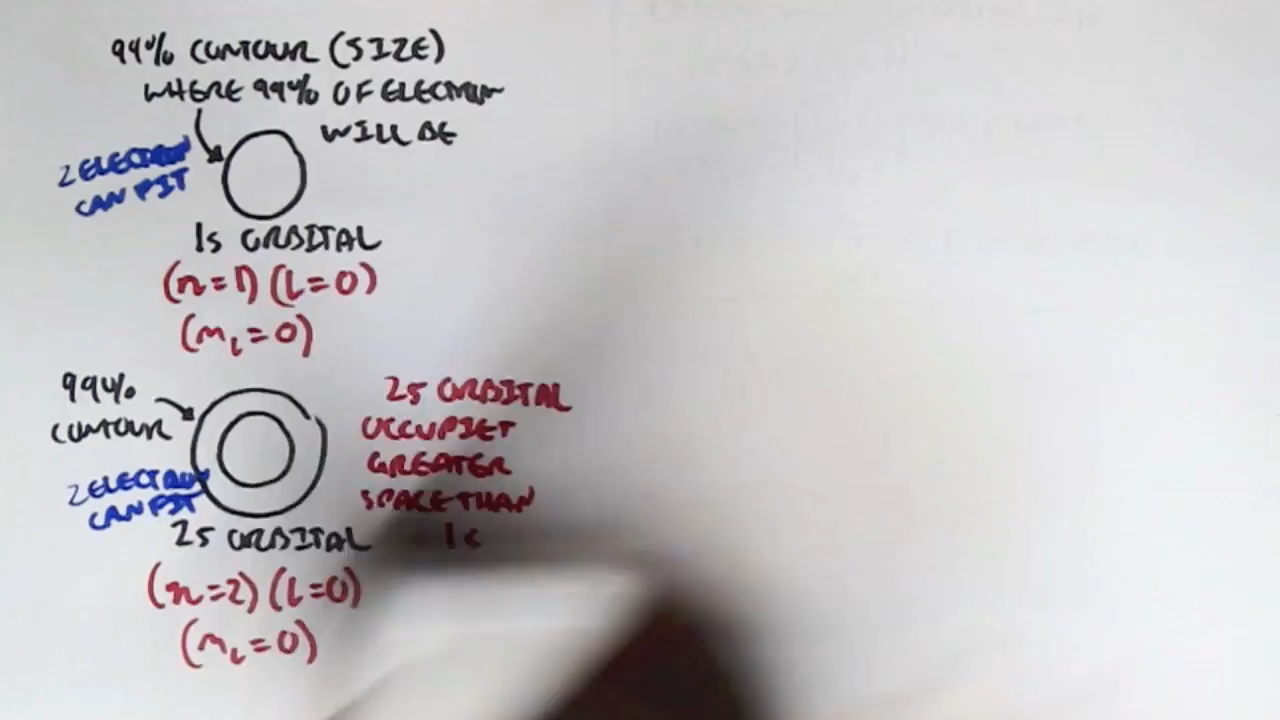 99% CONTOUR (SIZE)
WHERE 99% OF ELECTRON
WILL BE
2 ELECTRON
CAN FIT
1s ORBITAL
(n=1) (l=0)
(ml=0)
99%
CONTOUR
2 ELECTRON
CAN FIT
2s ORBITAL
(n=2) (l=0)
(ml=0)
2s ORBITAL
OCCUPIES
GREATER
SPACE THAN
1s